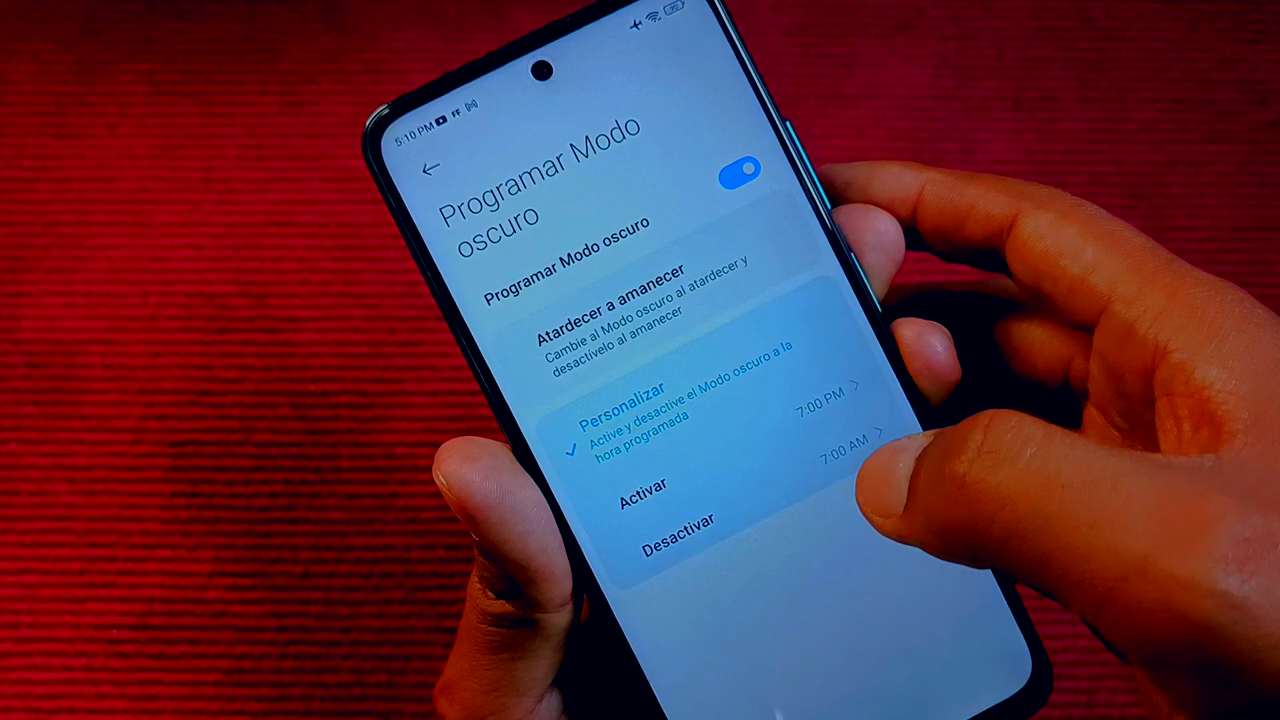 5:10 PM FF
Programar Modo
oscuro
Programar Modo oscuro
Atardecer a amanecer
Cambie al Modo oscuro al atardecer y
desactívelo al amanecer
Personalizar
Active y desactive el Modo oscuro a la
hora programada
Activar 7:00 PM
Desactivar 7:00 AM